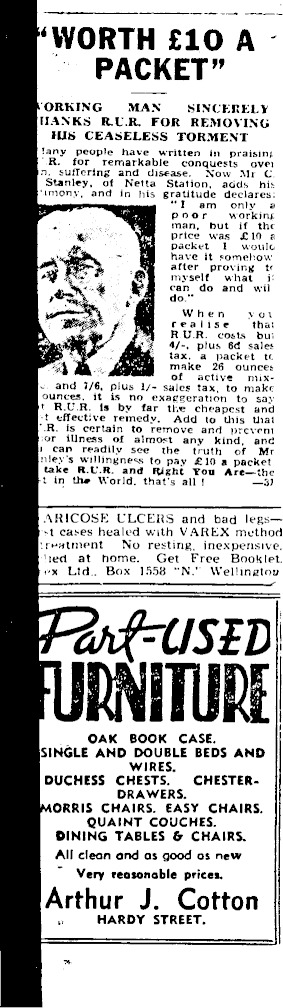 "WORTH £10 A
PACKET"
ORKING MAN SINCERELY
HANKS R.U.R. FOR REMOVING
HIS CEASELESS TORMENT
any people have written in praising
R. for remarkable conquests over
n, suffering and disease. Now Mr C.
Stanley, of Netta Station, adds his
imony, and in his gratitude declares:
"I am only a
poor working
man, but if the
price was £10 a
packet I would
have it somehow
after proving to
myself what it
can do and will
do."
When you
realise that
R.U.R. costs but
4/-, plus 6d sales
tax, a packet to
make 26 ounces
of active mix-
and 7/6, plus 1/- sales tax, to make
ounces, it is no exaggeration to say
t R.U.R. is by far the cheapest and
t effective remedy. Add to this that
.R. is certain to remove and prevent
or illness of almost any kind, and
can readily see the truth of Mr
nley's willingness to pay £10 a packet
take R.U.R. and Right You Are—the
t in the World, that's all! —37
ARICOSE ULCERS and bad legs—
st cases healed with VAREX method
treatment No resting, inexpensive,
lied at home. Get Free Booklet.
ex Ltd., Box 1558 "N." Wellington
Part-USED
FURNITURE
OAK BOOK CASE.
SINGLE AND DOUBLE BEDS AND
WIRES.
DUCHESS CHESTS. CHESTER-
DRAWERS.
MORRIS CHAIRS. EASY CHAIRS.
QUAINT COUCHES.
DINING TABLES & CHAIRS.
All clean and as good as new
Very reasonable prices.
Arthur J. Cotton
HARDY STREET.